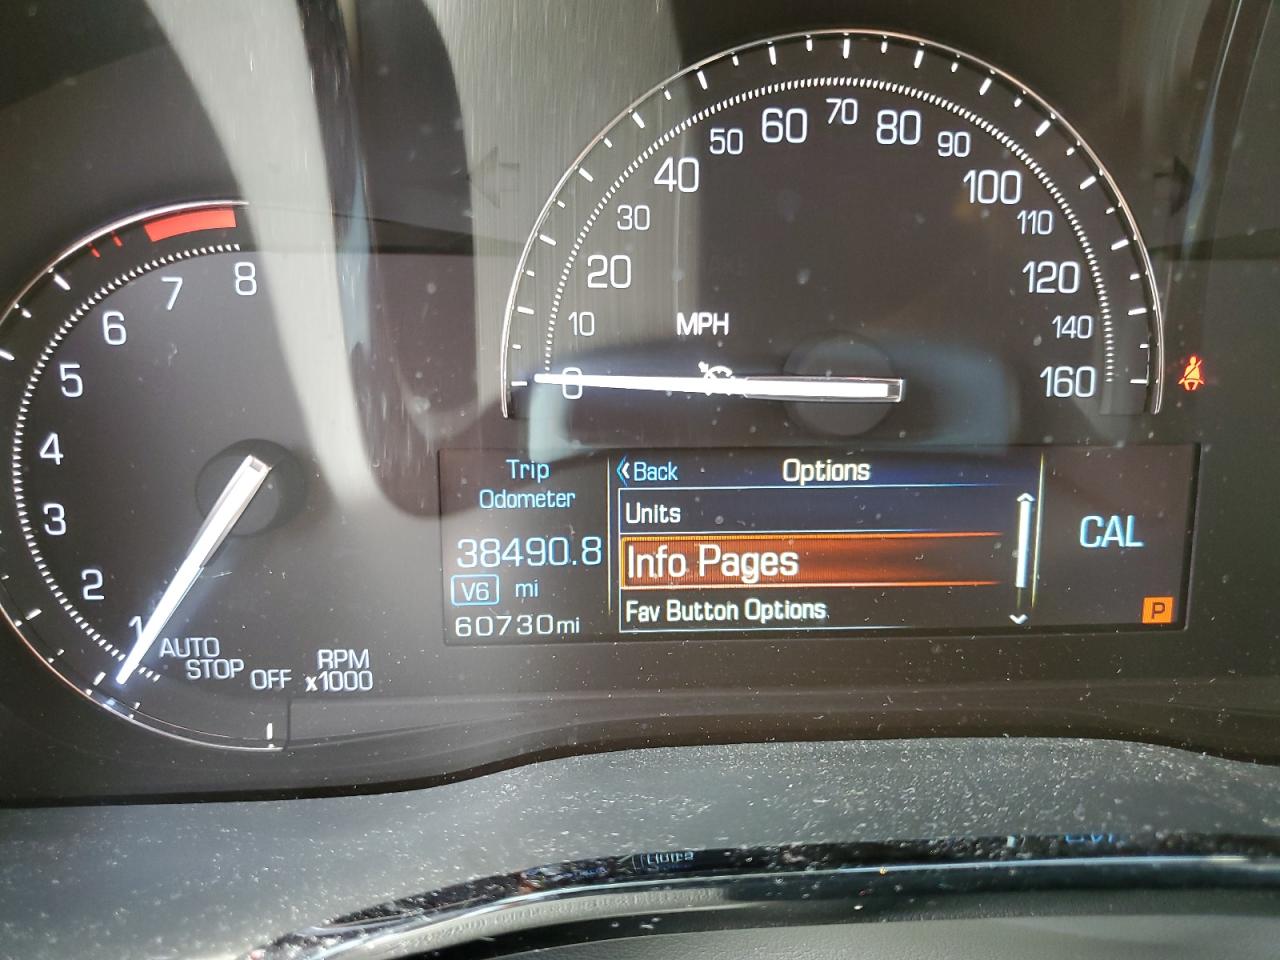 10
20
30
40
50
60
70
80
90
100
110
120
140
160
0
MPH
8
7
6
5
4
3
2
1
AUTO
STOP
OFF
RPM
x1000
Trip
Odometer
38490.8
V6 mi
60730mi
Back
Options
Units
Info Pages
Fav Button Options
CAL
P